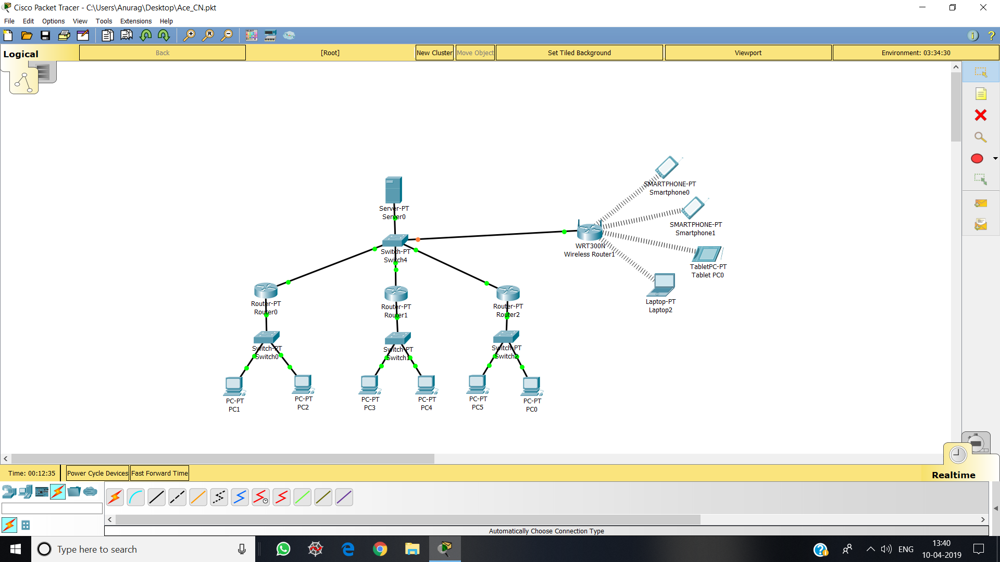 Cisco Packet Tracer - C:\Users\Anurag\Desktop\Ace_CN.pkt
File Edit Options View Tools Extensions Help
Logical
Back
[Root]
New Cluster
Move Object
Set Tiled Background
Viewport
Environment: 03:34:30
SMARTPHONE-PT
Smartphone0
Server-PT
Server0
SMARTPHONE-PT
Smartphone1
WRT300N
Wireless Router1
Switch-PT
Switch4
TabletPC-PT
Tablet PC0
Laptop-PT
Laptop2
Router-PT
Router0
Router-PT
Router1
Router-PT
Router2
Switch-PT
Switch0
Switch-PT
Switch1
Switch-PT
Switch2
PC-PT
PC1
PC-PT
PC2
PC-PT
PC3
PC-PT
PC4
PC-PT
PC5
PC-PT
PC0
Time: 00:12:35
Power Cycle Devices
Fast Forward Time
Realtime
Automatically Choose Connection Type
Type here to search
ENG
13:40
10-04-2019